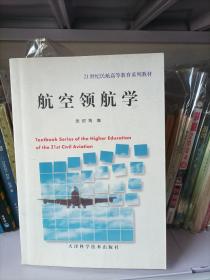 21世纪民航高等教育系列教材
航空领航学
编
Textbook Series of the Higher Education
of the 21st Civil Aviation
天津科学技术出版社